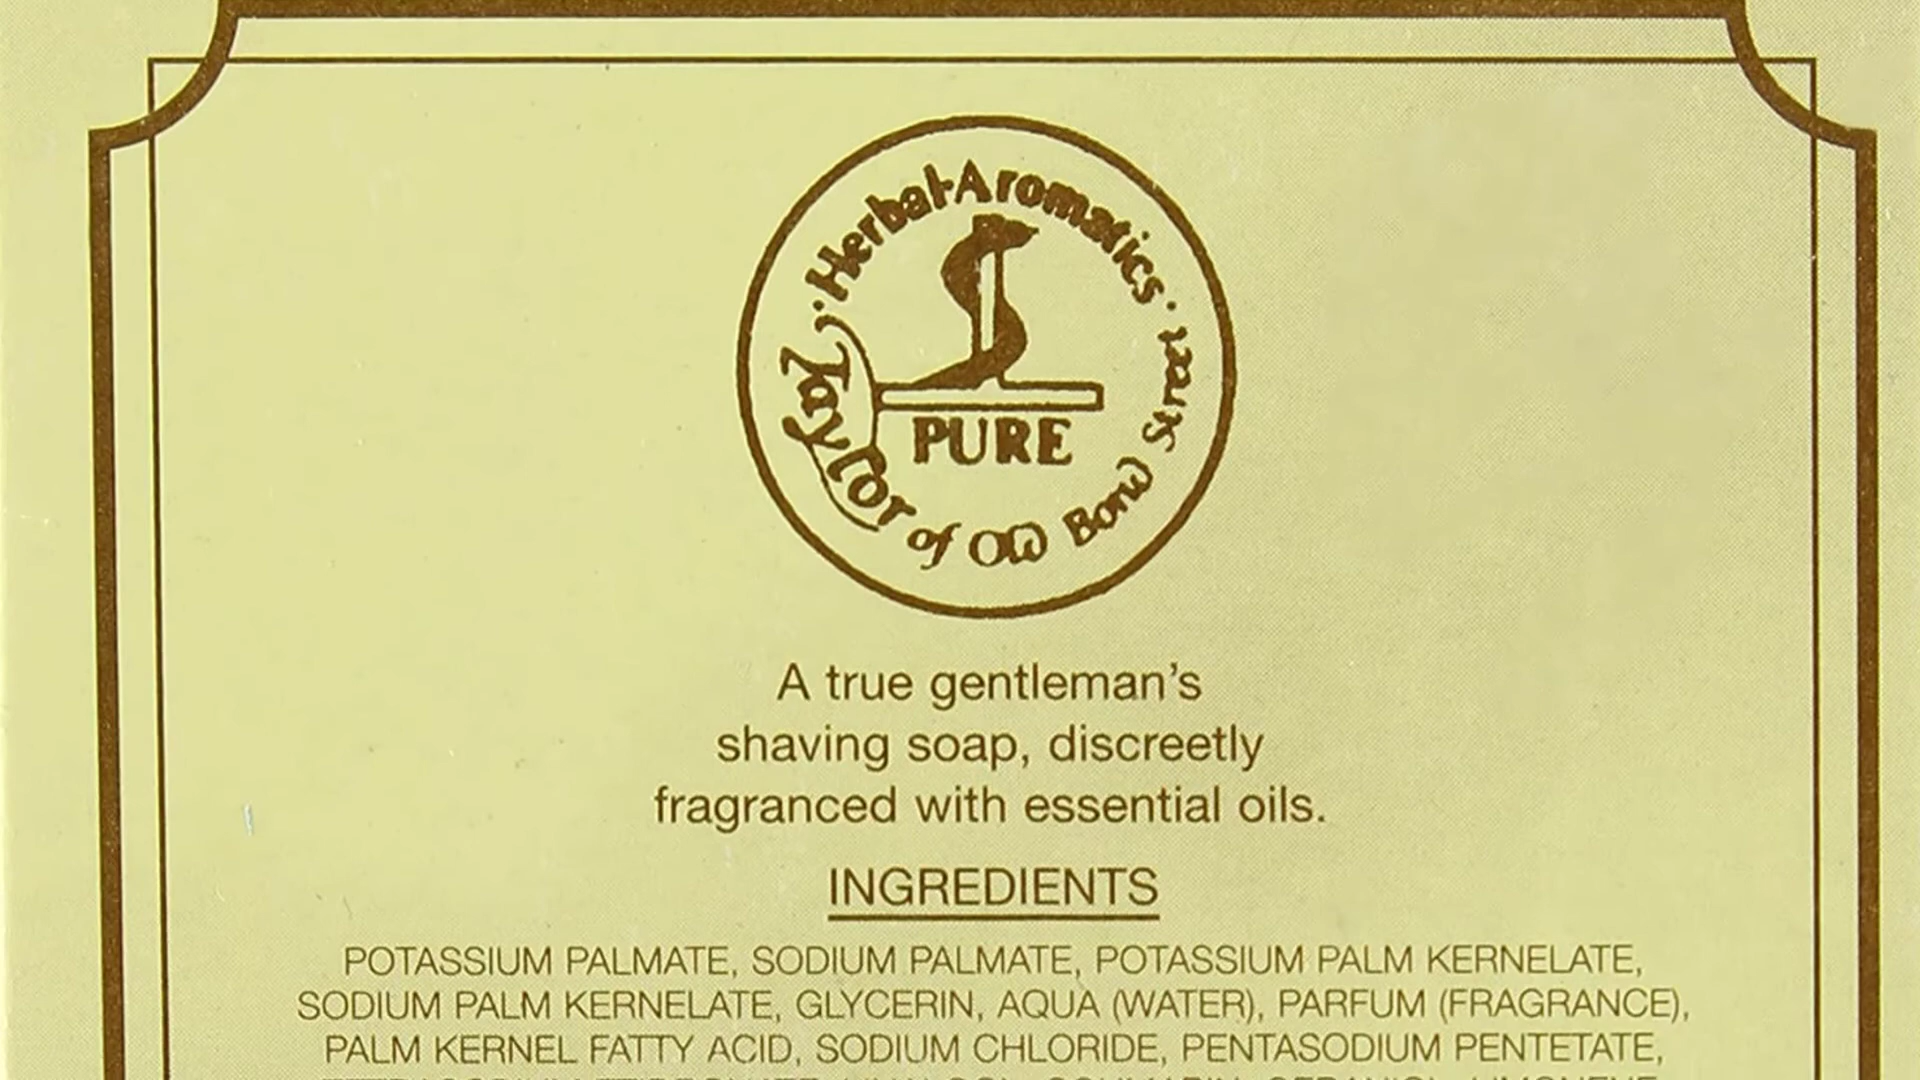 ·Herbal·Aromatics·
Taylor of Old Bond Street
PURE
A true gentleman's
shaving soap, discreetly
fragranced with essential oils.
INGREDIENTS
POTASSIUM PALMATE, SODIUM PALMATE, POTASSIUM PALM KERNELATE,
SODIUM PALM KERNELATE, GLYCERIN, AQUA (WATER), PARFUM (FRAGRANCE),
PALM KERNEL FATTY ACID, SODIUM CHLORIDE, PENTASODIUM PENTETATE,